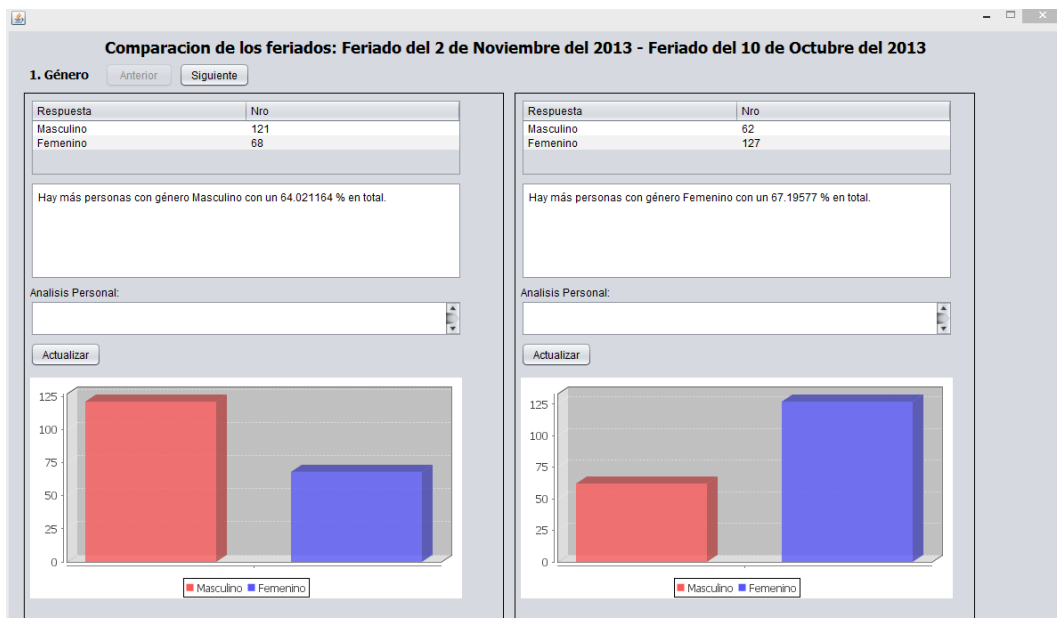 Comparacion de los feriados: Feriado del 2 de Noviembre del 2013 - Feriado del 10 de Octubre del 2013
1. Género Anterior Siguiente
Respuesta Nro
Masculino 121
Femenino 68
Hay más personas con género Masculino con un 64.021164 % en total.
Analisis Personal:
Actualizar
125
100
75
50
25
0
Masculino Femenino
Respuesta Nro
Masculino 62
Femenino 127
Hay más personas con género Femenino con un 67.19577 % en total.
Analisis Personal:
Actualizar
125
100
75
50
25
0
Masculino Femenino